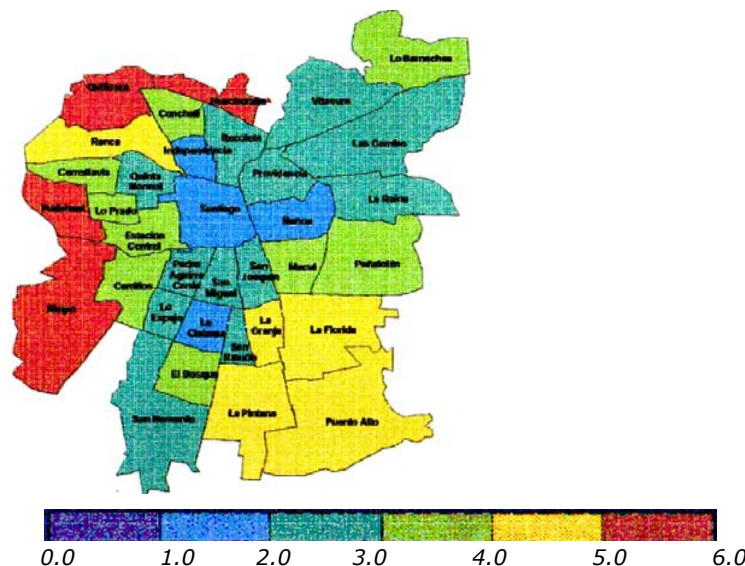 Lo Barnechea
Quilicura
Vitacura
Huechuraba
Conchalí
Recoleta
Las Condes
Renca
Independencia
Cerro Navia
Quinta
Normal
Providencia
La Reina
Pudahuel
Lo Prado
Santiago
Ñuñoa
Estación
Central
Pedro
Aguirre
Cerda
San
Miguel
San
Joaquín
Macul
Peñalolén
Cerrillos
Maipú
Lo
Espejo
La
Cisterna
La
Granja
La Florida
San
Ramón
El Bosque
San Bernardo
La Pintana
Puente Alto
0.0 1.0 2.0 3.0 4.0 5.0 6.0